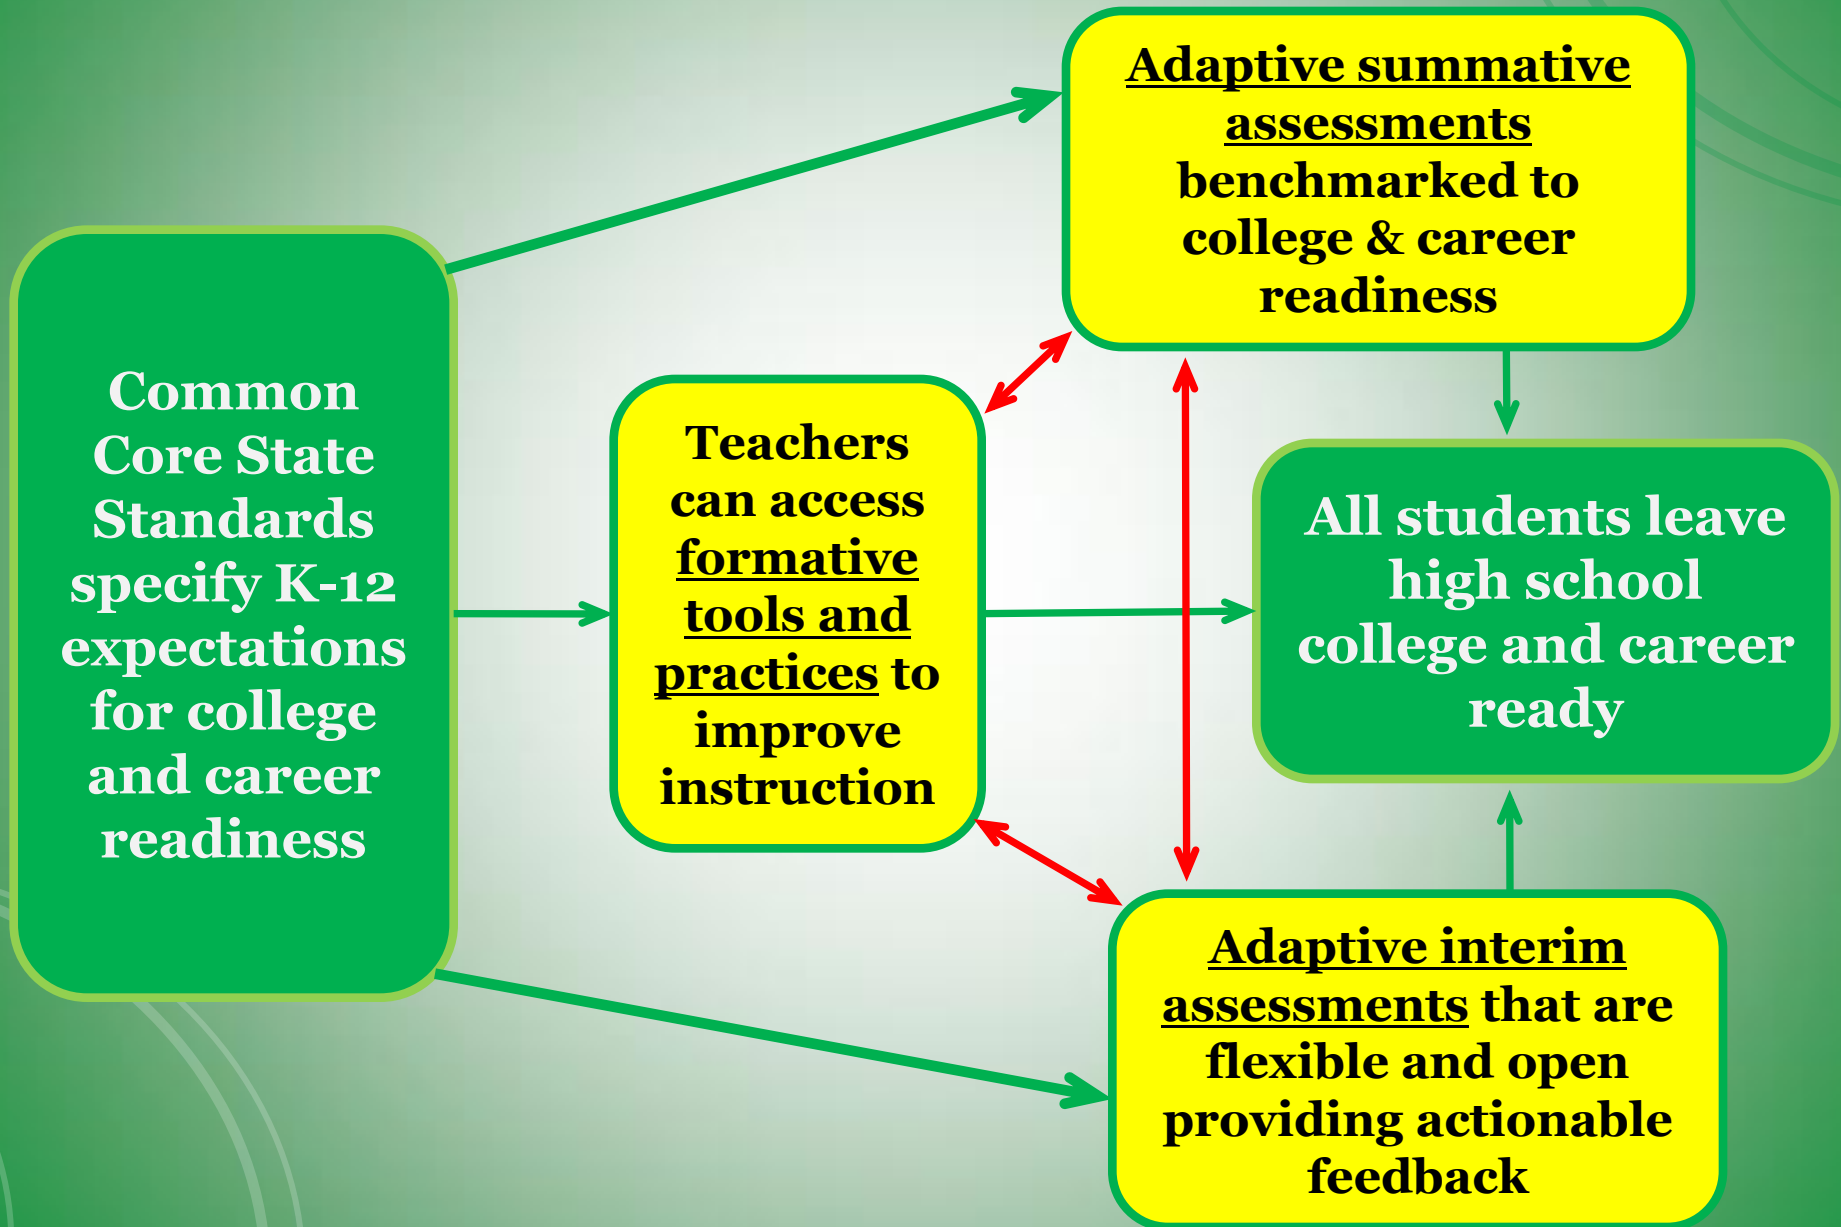 Common
Core State
Standards
specify K-12
expectations
for college
and career
readiness
Teachers
can access
formative
tools and
practices to
improve
instruction
Adaptive summative
assessments
benchmarked to
college & career
readiness
All students leave
high school
college and career
ready
Adaptive interim
assessments that are
flexible and open
providing actionable
feedback